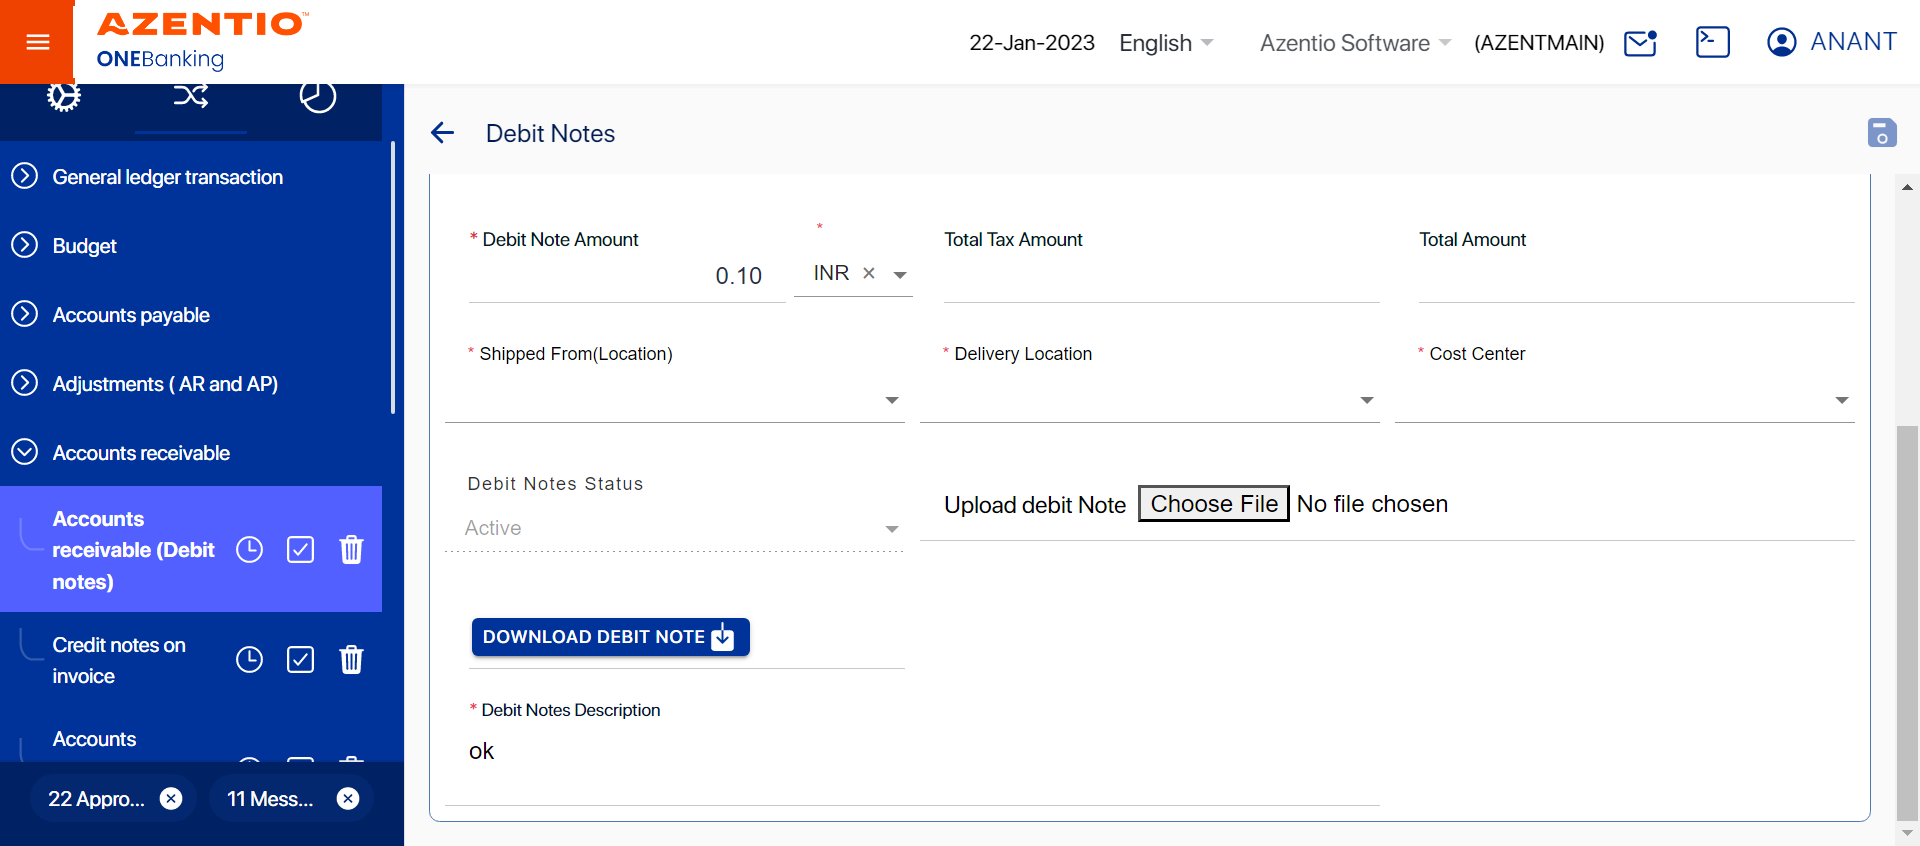 AZENTIO™
ONEBanking
22-Jan-2023
English
Azentio Software
(AZENTMAIN)
ANANT
General ledger transaction
Budget
Accounts payable
Adjustments ( AR and AP)
Accounts receivable
Accounts
receivable (Debit
notes)
Credit notes on
invoice
Accounts
22 Appro...
11 Mess...
Debit Notes
* Debit Note Amount
0.10
*
INR
Total Tax Amount
Total Amount
* Shipped From(Location)
* Delivery Location
* Cost Center
Debit Notes Status
Active
Upload debit Note
Choose File No file chosen
DOWNLOAD DEBIT NOTE
* Debit Notes Description
ok